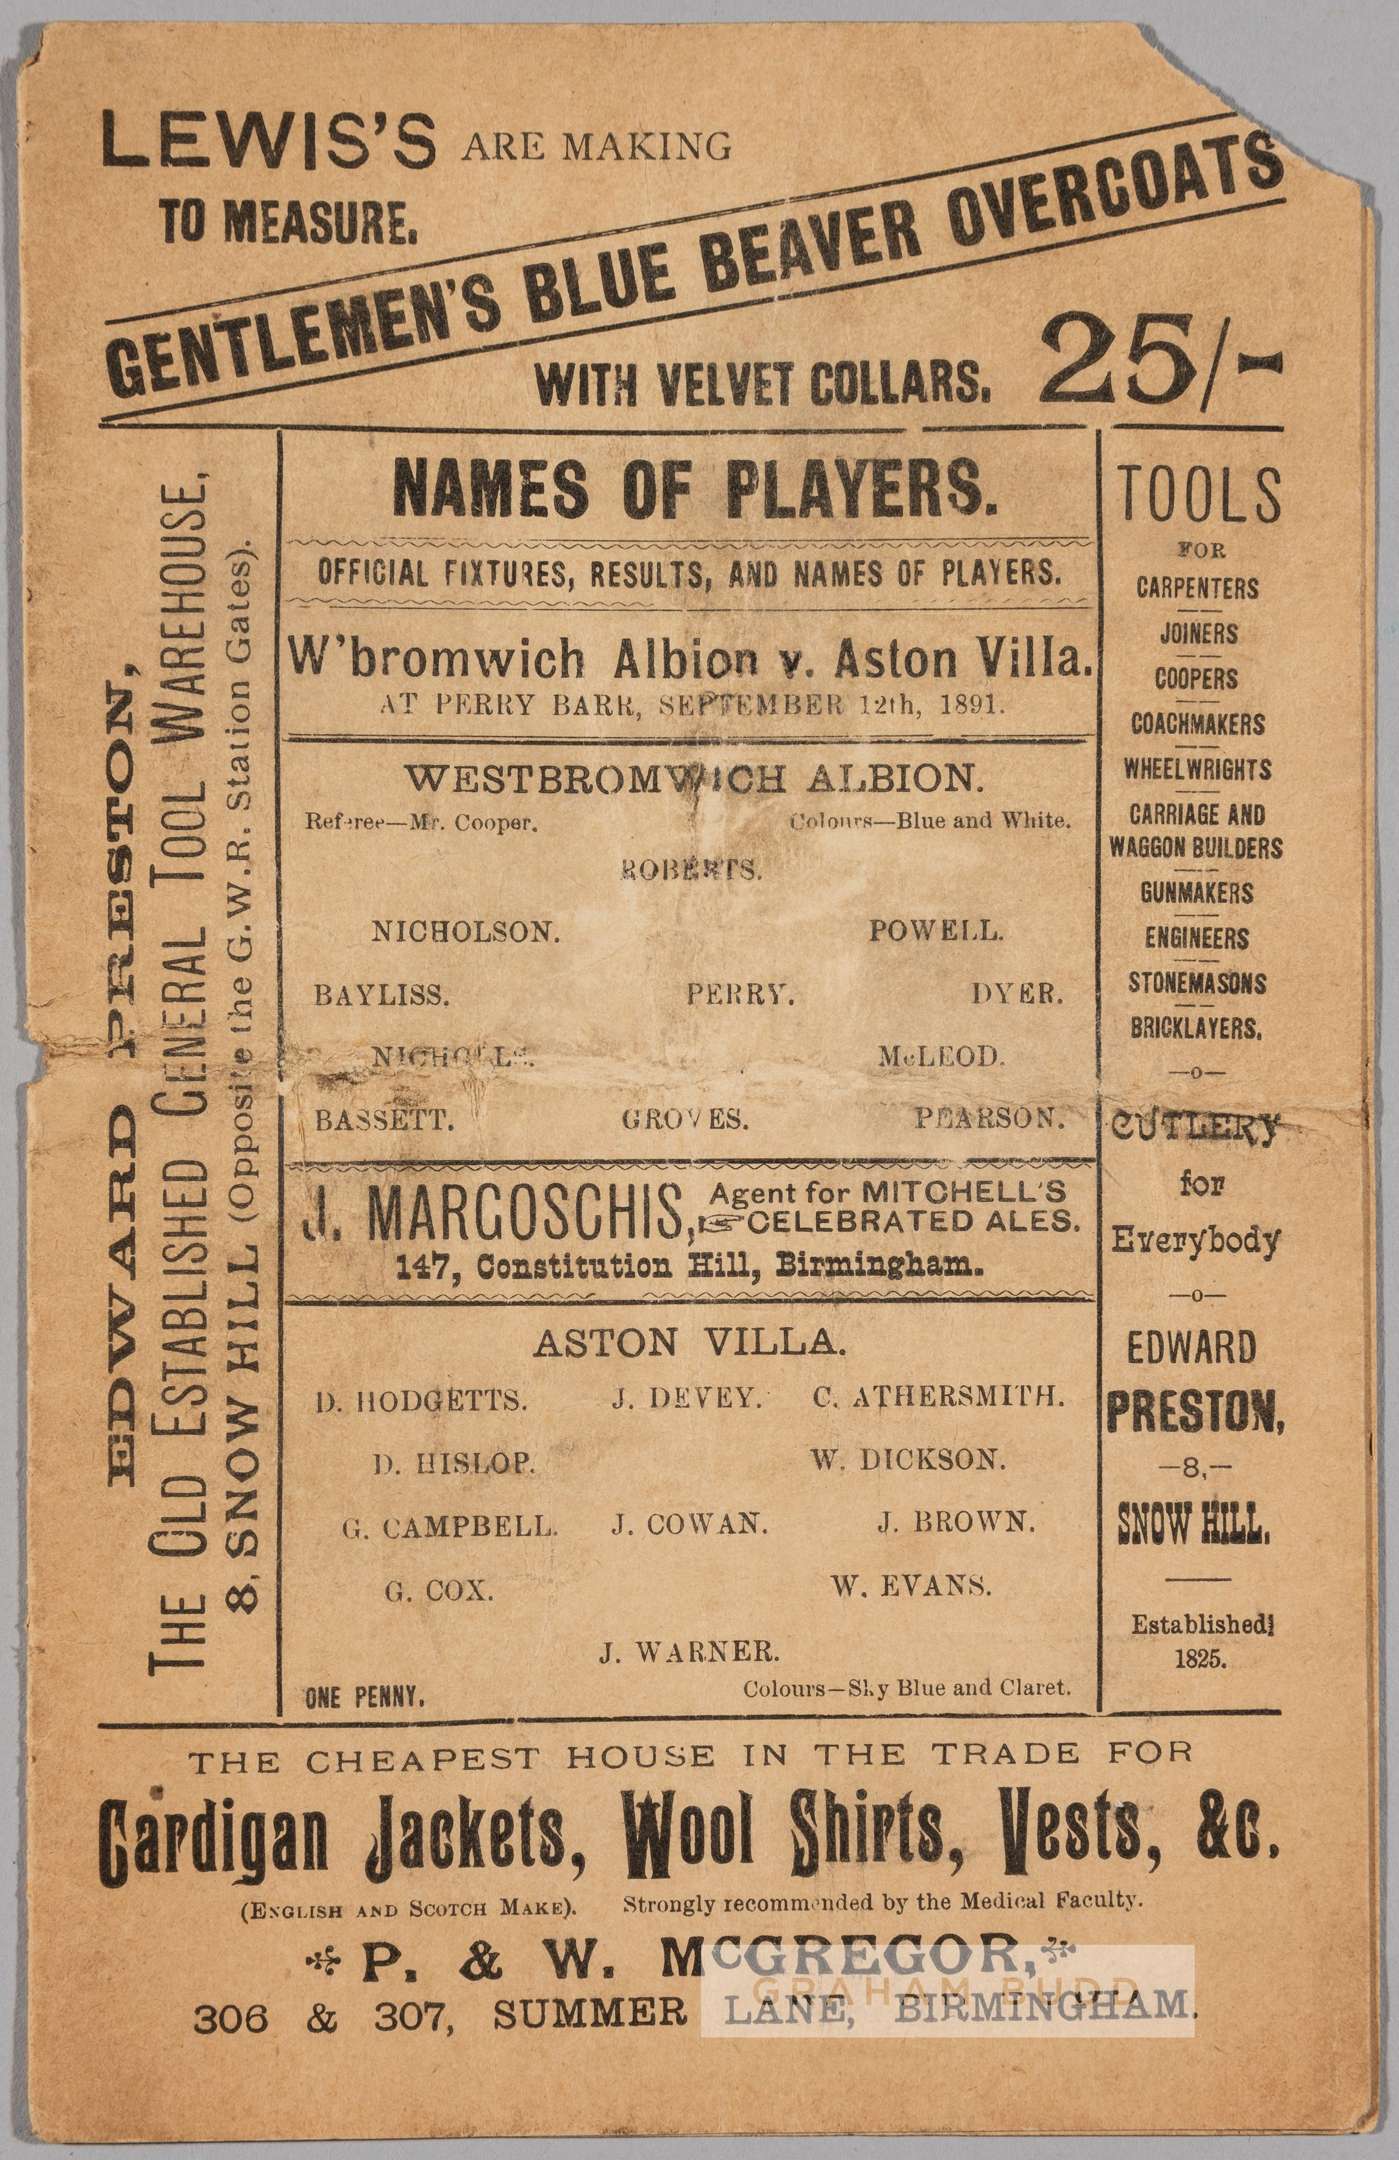 LEWIS'S ARE MAKING
TO MEASURE.
GENTLEMEN'S BLUE BEAVER OVERCOATS
WITH VELVET COLLARS. 25/-
EDWARD PRESTON,
THE OLD ESTABLISHED GENERAL TOOL WAREHOUSE,
8, SNOW HILL (Opposite the G.W.R. Station Gates).
NAMES OF PLAYERS.
OFFICIAL FIXTURES, RESULTS, AND NAMES OF PLAYERS.
W'bromwich Albion v. Aston Villa.
AT PERRY BARR, SEPTEMBER 12th, 1891.
WESTBROMWICH ALBION.
Referee—Mr. Cooper. Colours—Blue and White.
ROBERTS.
NICHOLSON. POWELL.
BAYLISS. PERRY. DYER.
NICHOLLS. McLEOD.
BASSETT. GROVES. PEARSON.
J. MARGOSCHIS, Agent for MITCHELL'S
☞CELEBRATED ALES.
147, Constitution Hill, Birmingham.
ASTON VILLA.
D. HODGETTS. J. DEVEY. C. ATHERSMITH.
D. HISLOP. W. DICKSON.
G. CAMPBELL. J. COWAN. J. BROWN.
G. COX. W. EVANS.
J. WARNER.
ONE PENNY. Colours—Sky Blue and Claret.
TOOLS
FOR
CARPENTERS
JOINERS
COOPERS
COACHMAKERS
WHEELWRIGHTS
CARRIAGE AND
WAGGON BUILDERS
GUNMAKERS
ENGINEERS
STONEMASONS
BRICKLAYERS.
—o—
CUTLERY
for
Everybody
—o—
EDWARD
PRESTON,
—8,—
SNOW HILL.
Established
1825.
THE CHEAPEST HOUSE IN THE TRADE FOR
Cardigan Jackets, Wool Shirts, Vests, &c.
(ENGLISH AND SCOTCH MAKE). Strongly recommended by the Medical Faculty.
P. & W. McGREGOR,
306 & 307, SUMMER LANE, BIRMINGHAM.
GRAHAM BUDD